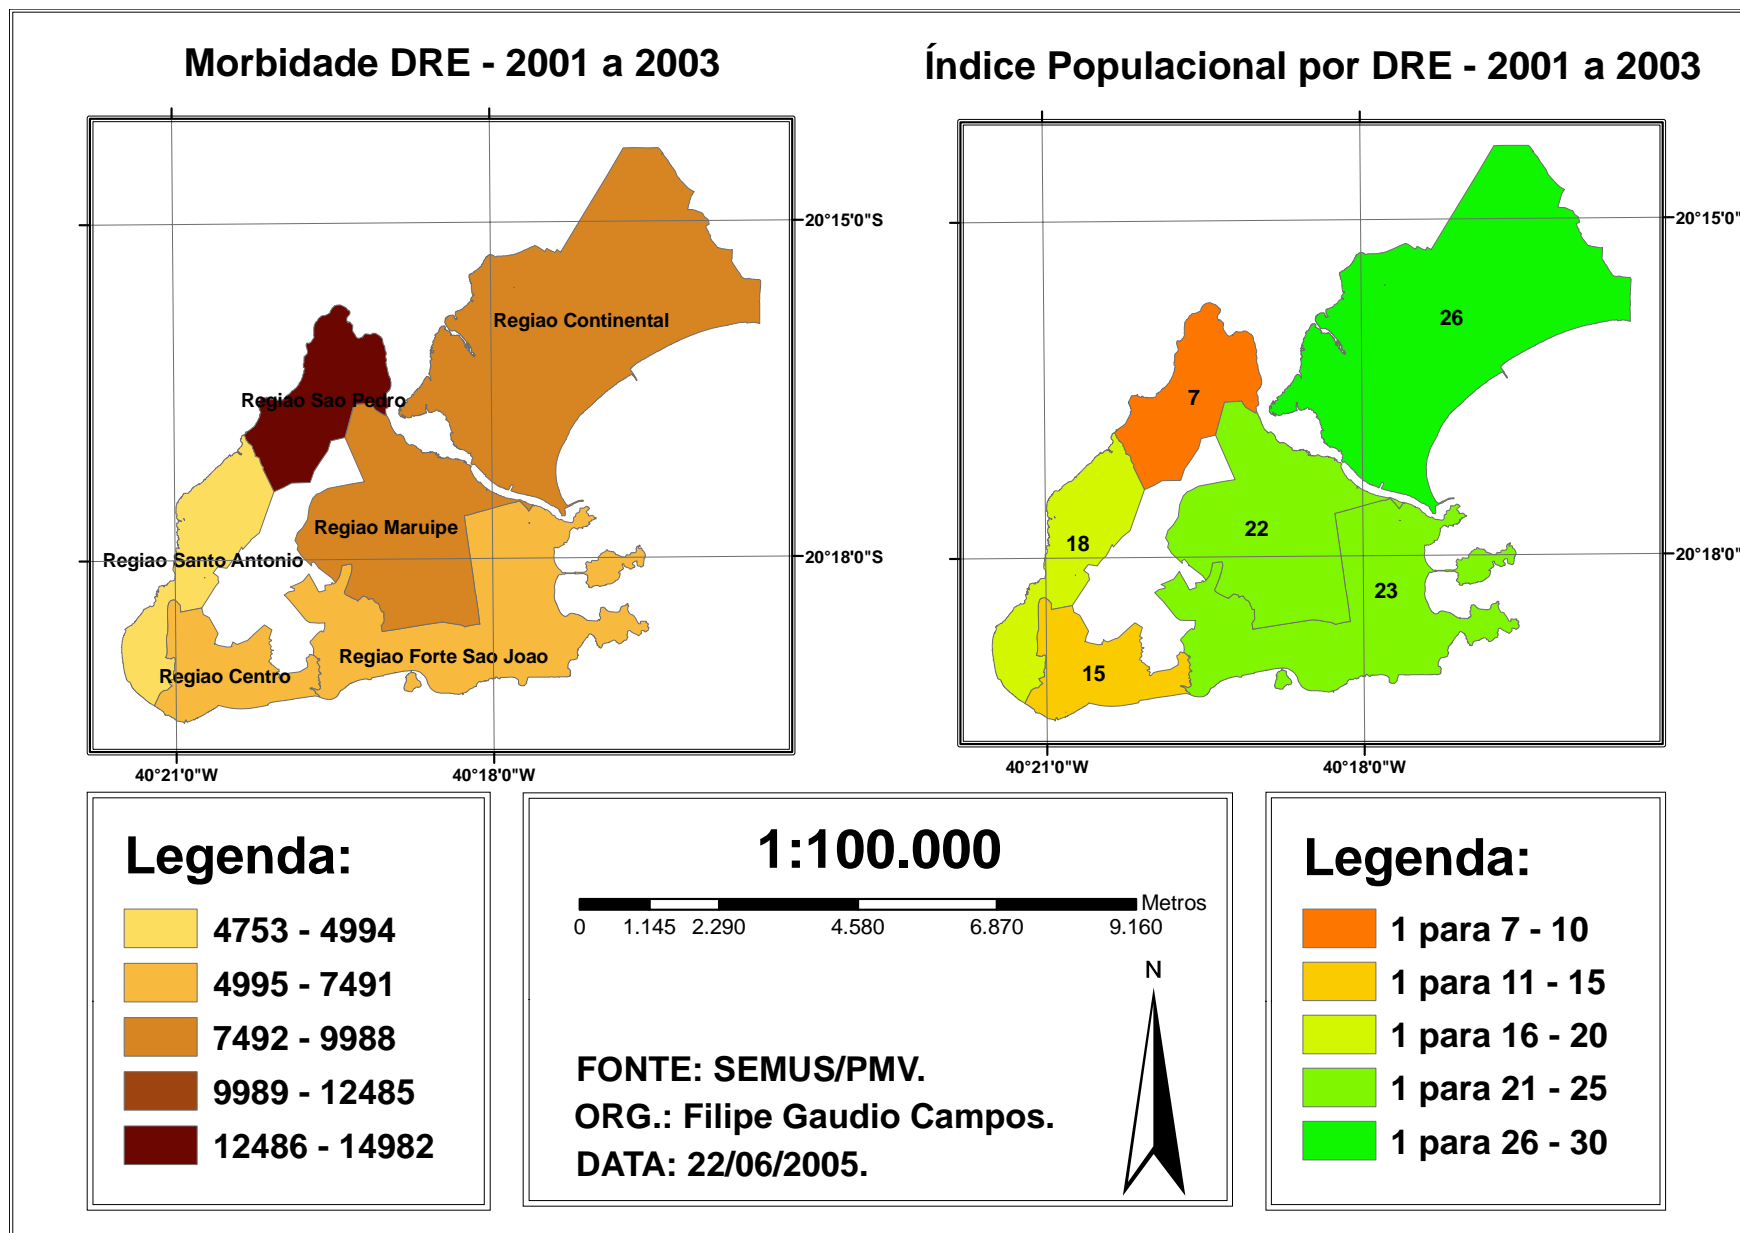 Morbidade DRE - 2001 a 2003
Índice Populacional por DRE - 2001 a 2003
20°15'0"S
Regiao Continental
Regiao Sao Pedro
Regiao Maruipe
20°18'0"S
Regiao Santo Antonio
Regiao Forte Sao Joao
Regiao Centro
40°21'0"W
40°18'0"W
20°15'0"
26
7
22
18
20°18'0"
23
15
40°21'0"W
40°18'0"W
Legenda:
4753 - 4994
4995 - 7491
7492 - 9988
9989 - 12485
12486 - 14982
1:100.000
Metros
0 1.145 2.290 4.580 6.870 9.160
N
FONTE: SEMUS/PMV.
ORG.: Filipe Gaudio Campos.
DATA: 22/06/2005.
Legenda:
1 para 7 - 10
1 para 11 - 15
1 para 16 - 20
1 para 21 - 25
1 para 26 - 30